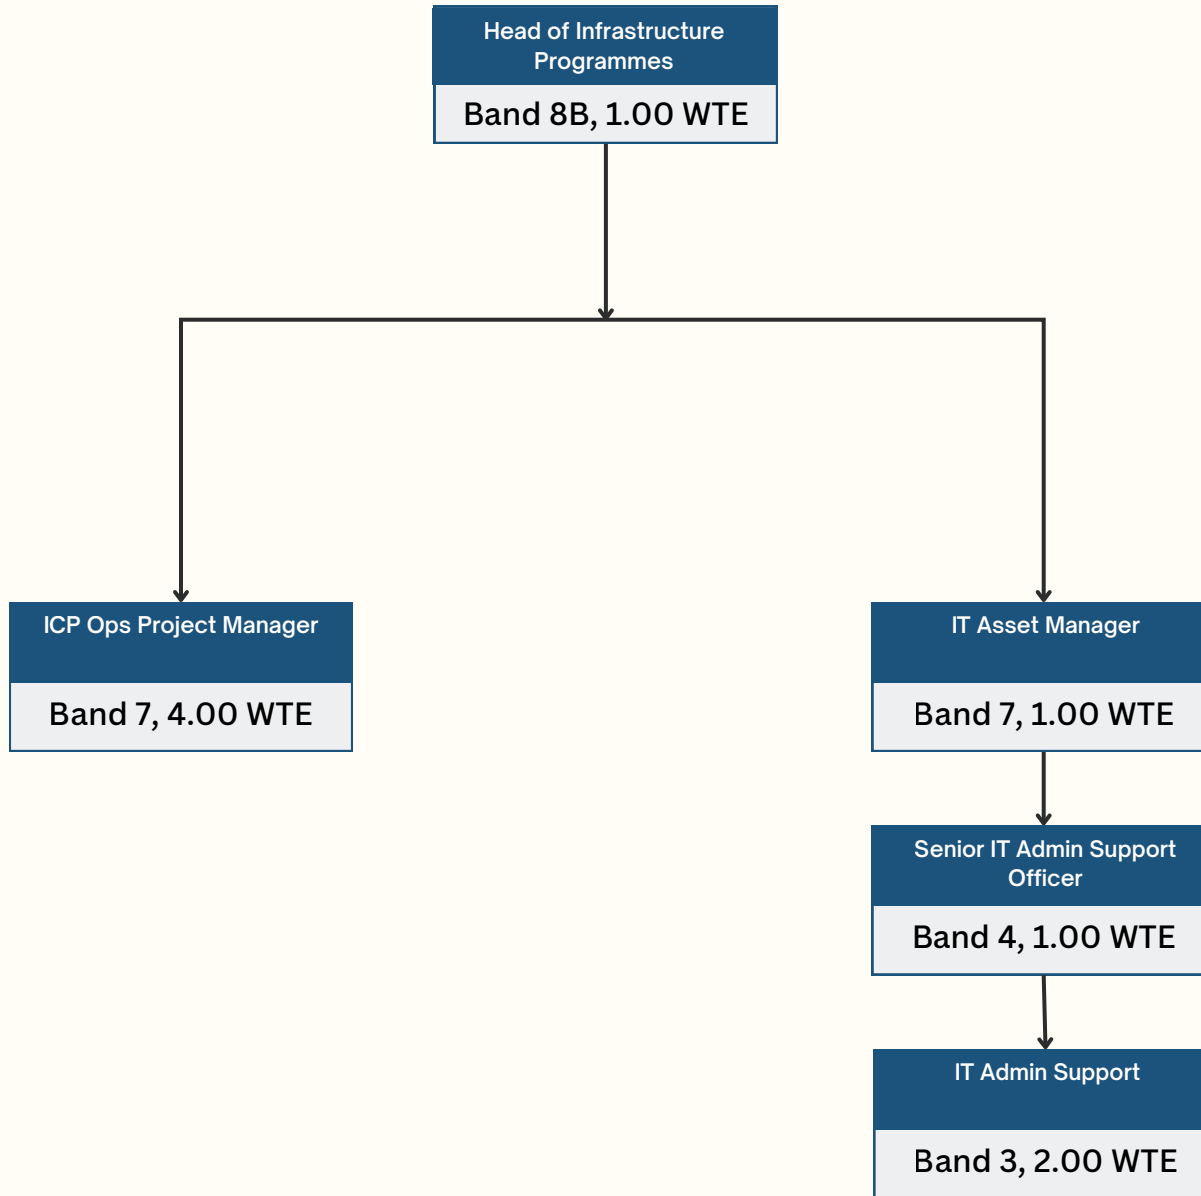 Head of Infrastructure
Programmes
Band 8B, 1.00 WTE
ICP Ops Project Manager
Band 7, 4.00 WTE
IT Asset Manager
Band 7, 1.00 WTE
Senior IT Admin Support
Officer
Band 4, 1.00 WTE
IT Admin Support
Band 3, 2.00 WTE